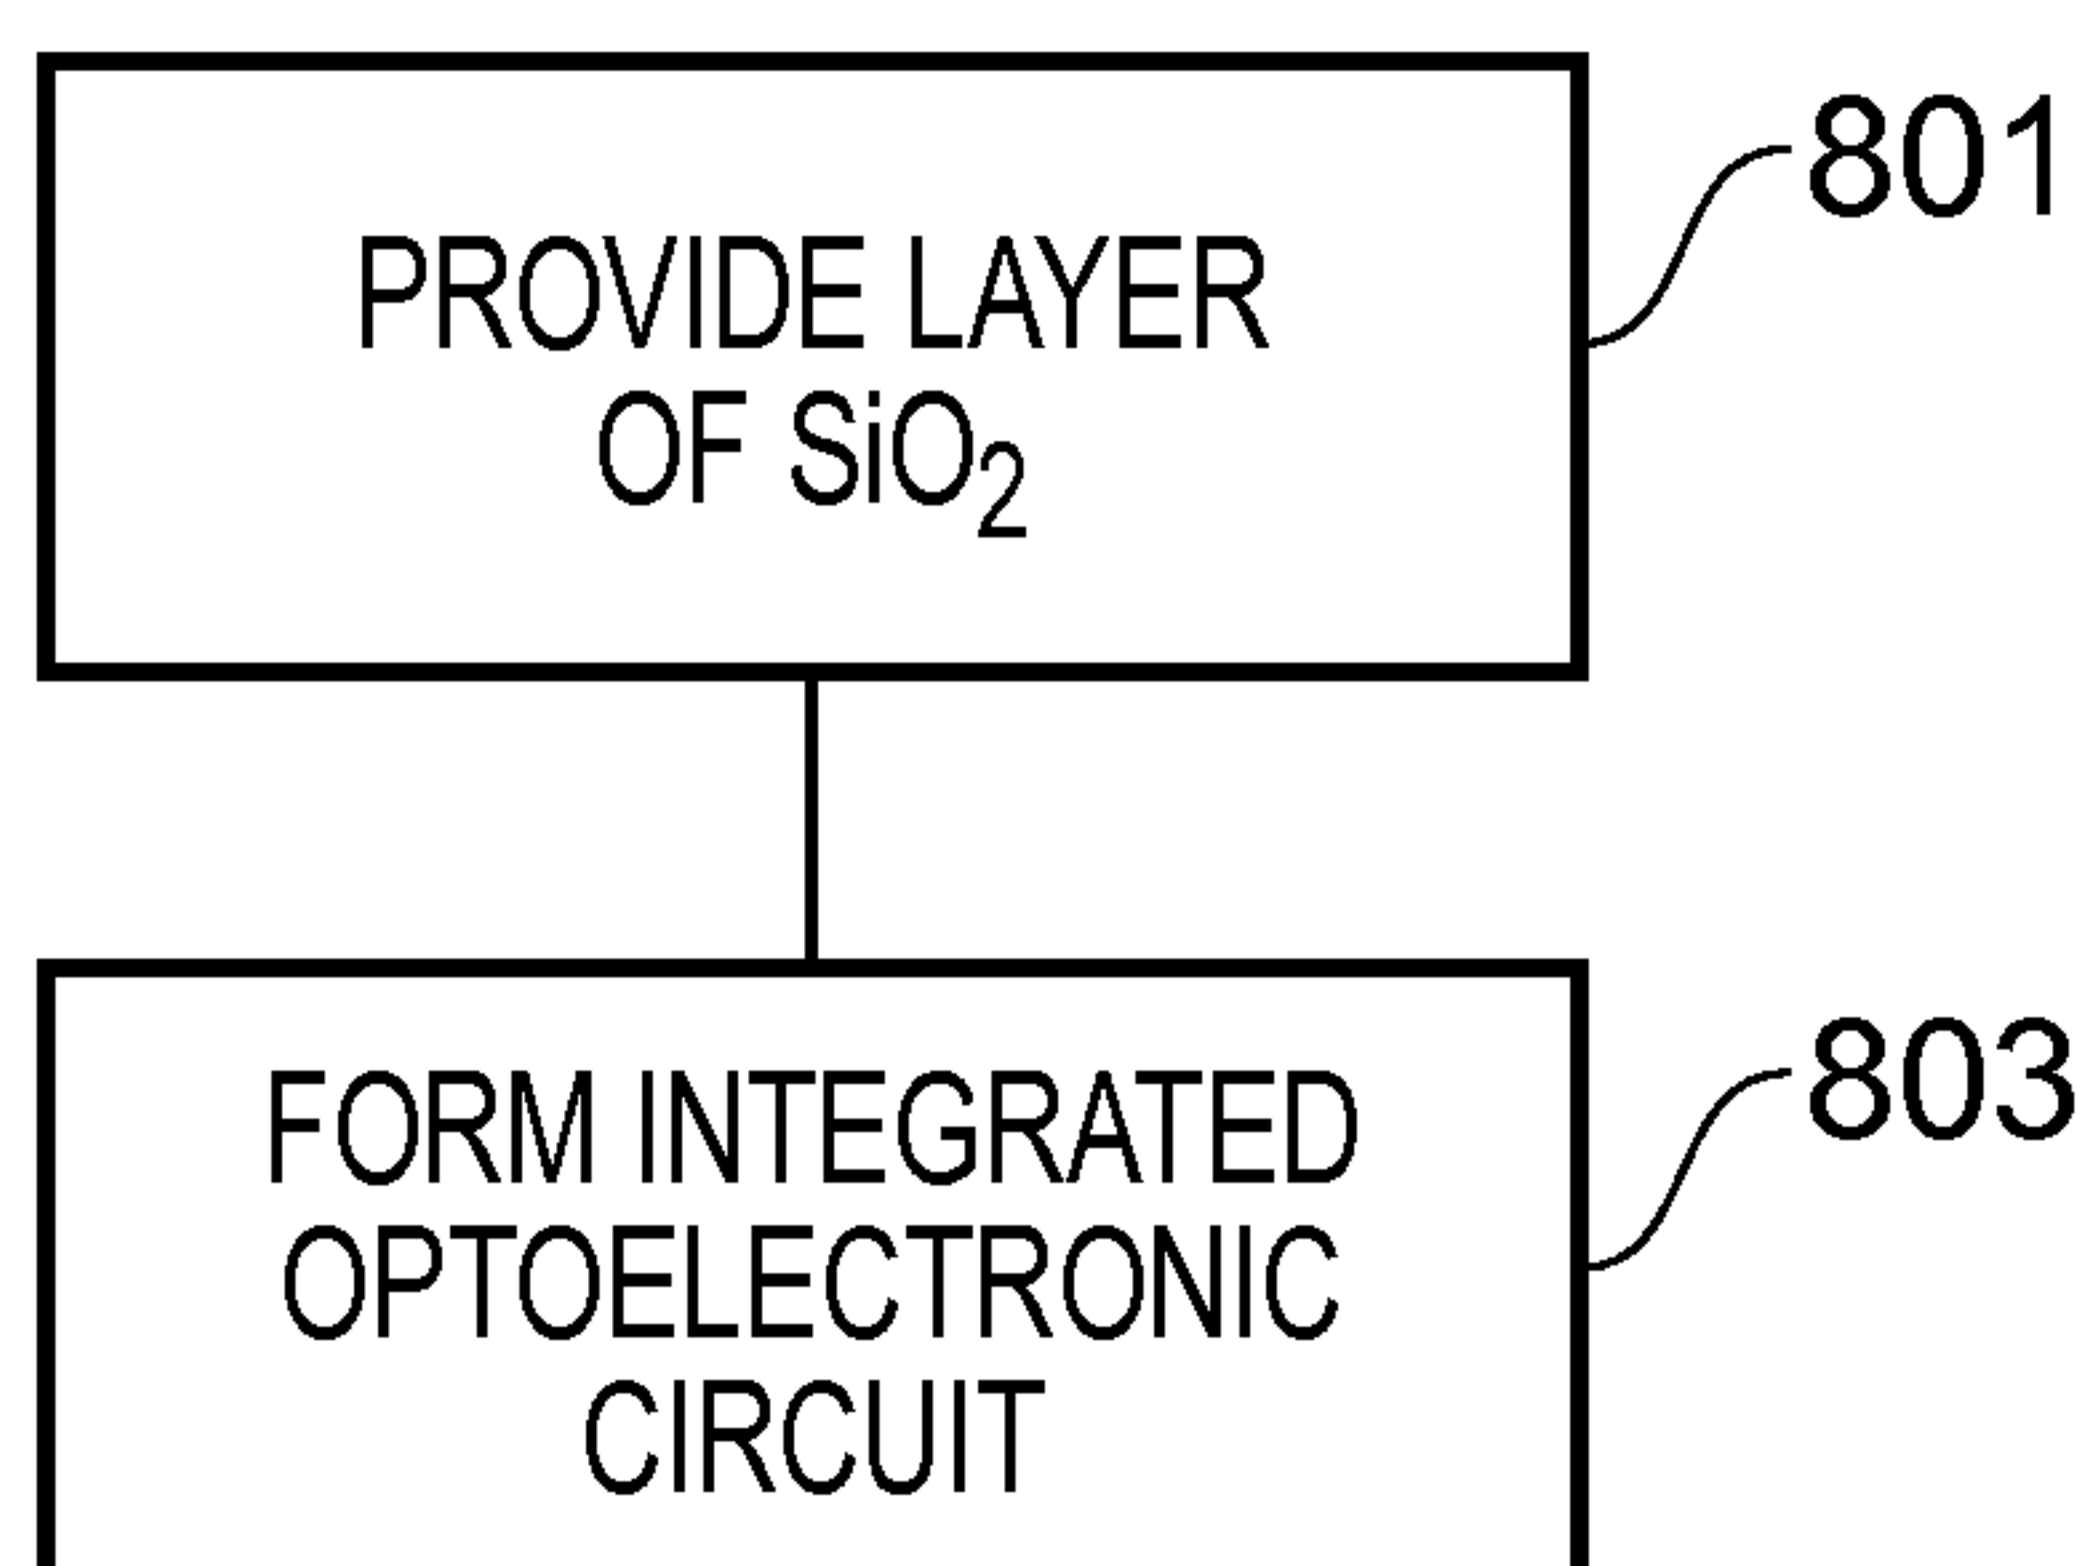 PROVIDE LAYER
OF SiO₂
801
FORM INTEGRATED
OPTOELECTRONIC
CIRCUIT
803